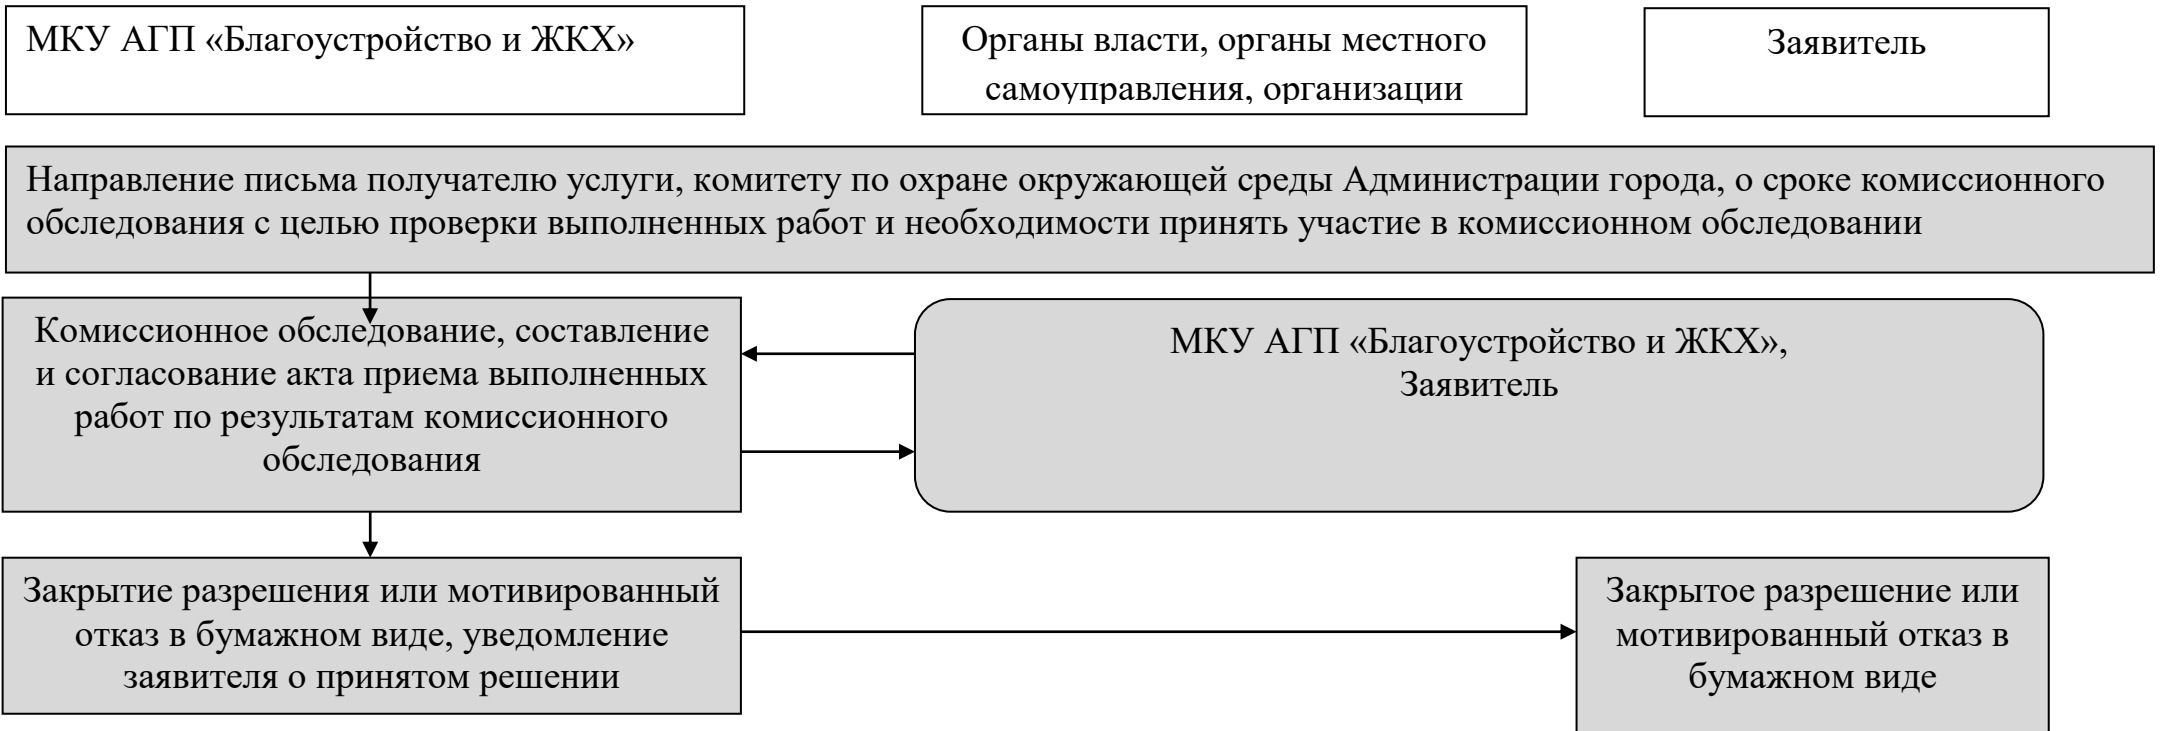 МКУ АГП «Благоустройство и ЖКХ»
Органы власти, органы местного
самоуправления, организации
Заявитель
Направление письма получателю услуги, комитету по охране окружающей среды Администрации города, о сроке комиссионного
обследования с целью проверки выполненных работ и необходимости принять участие в комиссионном обследовании
Комиссионное обследование, составление
и согласование акта приема выполненных
работ по результатам комиссионного
обследования
МКУ АГП «Благоустройство и ЖКХ»,
Заявитель
Закрытие разрешения или мотивированный
отказ в бумажном виде, уведомление
заявителя о принятом решении
Закрытое разрешение или
мотивированный отказ в
бумажном виде